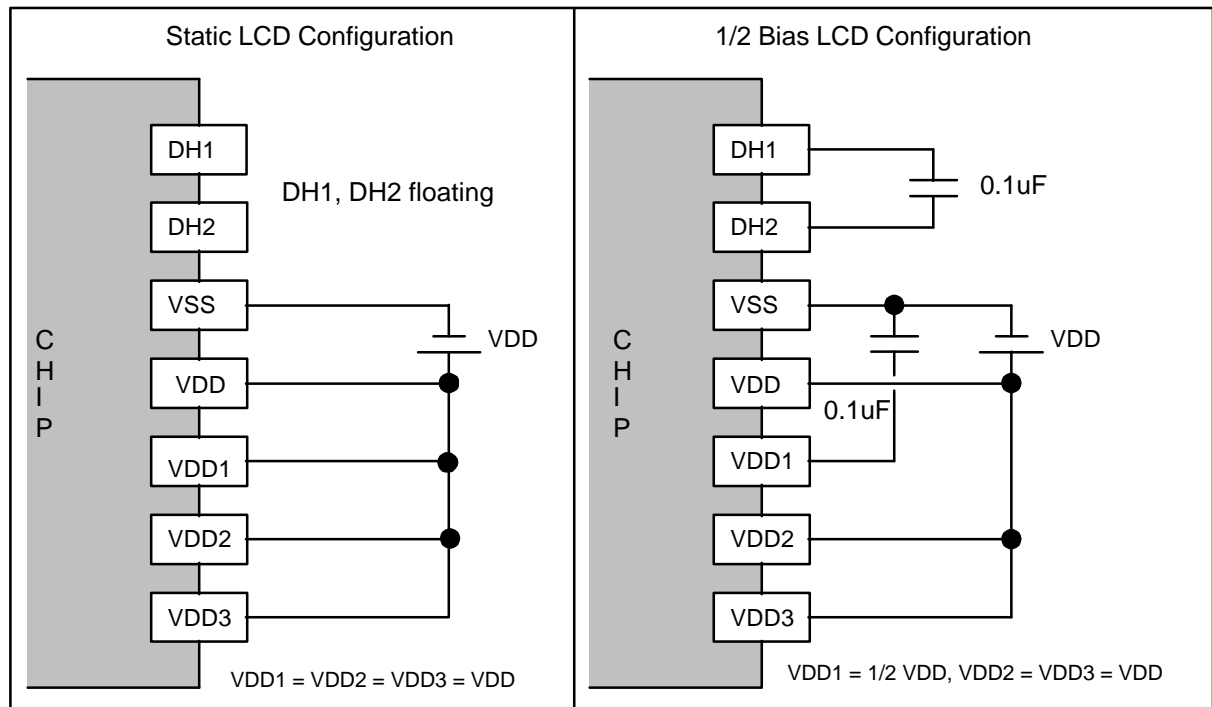 Static LCD Configuration
DH1
DH2
DH1, DH2 floating
VSS
VDD
VDD
VDD1
VDD2
VDD3
C
H
I
P
VDD1 = VDD2 = VDD3 = VDD
1/2 Bias LCD Configuration
DH1
0.1uF
DH2
VSS
VDD
VDD
0.1uF
VDD1
VDD2
VDD3
C
H
I
P
VDD1 = 1/2 VDD, VDD2 = VDD3 = VDD